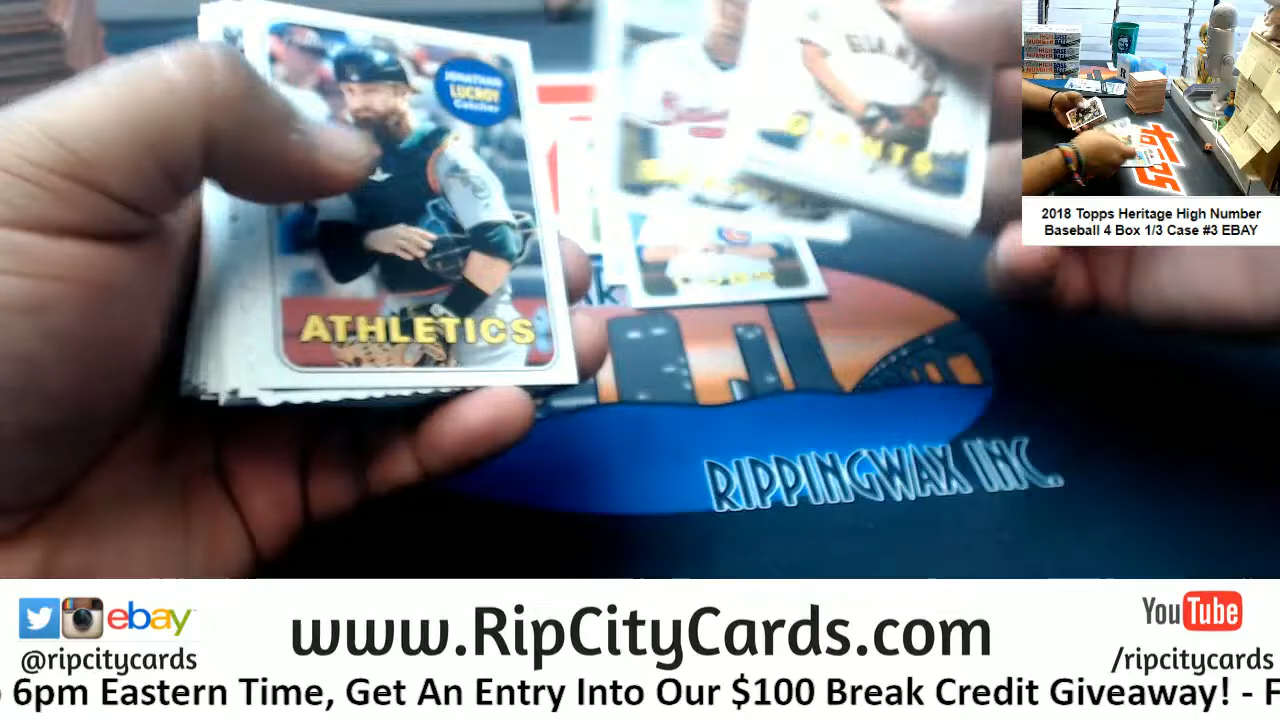 JONATHAN
LUCROY
Catcher
ATHLETICS
GIANTS
RIPPINGWAX INC.
2018 Topps Heritage High Number
Baseball 4 Box 1/3 Case #3 EBAY
ebay
@ripcitycards
www.RipCityCards.com
YouTube
/ripcitycards
6pm Eastern Time, Get An Entry Into Our $100 Break Credit Giveaway! - F